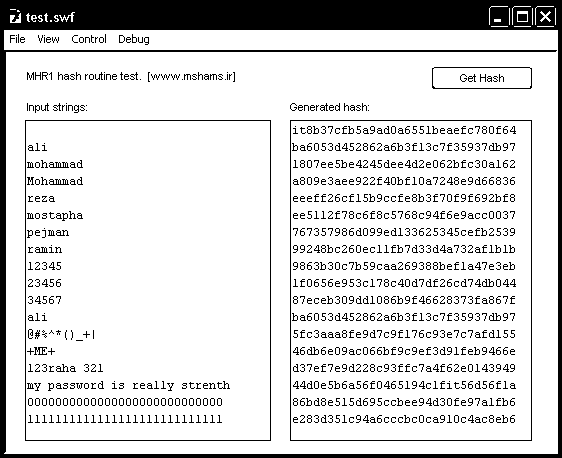 test.swf
File View Control Debug
MHR1 hash routine test. [www.mshams.ir]
Get Hash
Input strings:
Generated hash:
ali
mohammad
Mohammad
reza
mostapha
pejman
ramin
12345
23456
34567
ali
@#%^*()_+|
+ME+
123raha 321
my password is really strenth
0000000000000000000000000000
1111111111111111111111111111
it8b37cfb5a9ad0a6551beaefc780f64
ba6053d452862a6b3f13c7f35937db97
1807ee5be4245dee4d2e062bfc30a162
a809e3aee922f40bf10a7248e9d66836
eeeff26cf15b9ccfe8b3f70f9f692bf8
ee5112f78c6f8c5768c94f6e9acc0037
767357986d099ed133625345cefb2539
99248bc260ec11fb7d33d4a732af1b1b
9863b30c7b59caa269388bef1a47e3eb
1f0656e953c178c40d7df26cd74db044
87eceb309dd1086b9f46628373fa867f
ba6053d452862a6b3f13c7f35937db97
5fc3aaa8fe9d7c9f176c93e7c7afd155
46db6e09ac066bf9c9ef3d91feb9466e
d37ef7e9d228c93ffc7a4f62e0143949
44d0e5b6a56f0465194c1fit56d56f1a
86bd8e515d695ccbee94d30fe97a1fb6
e283d351c94a6cccbc0ca910c4ac8eb6